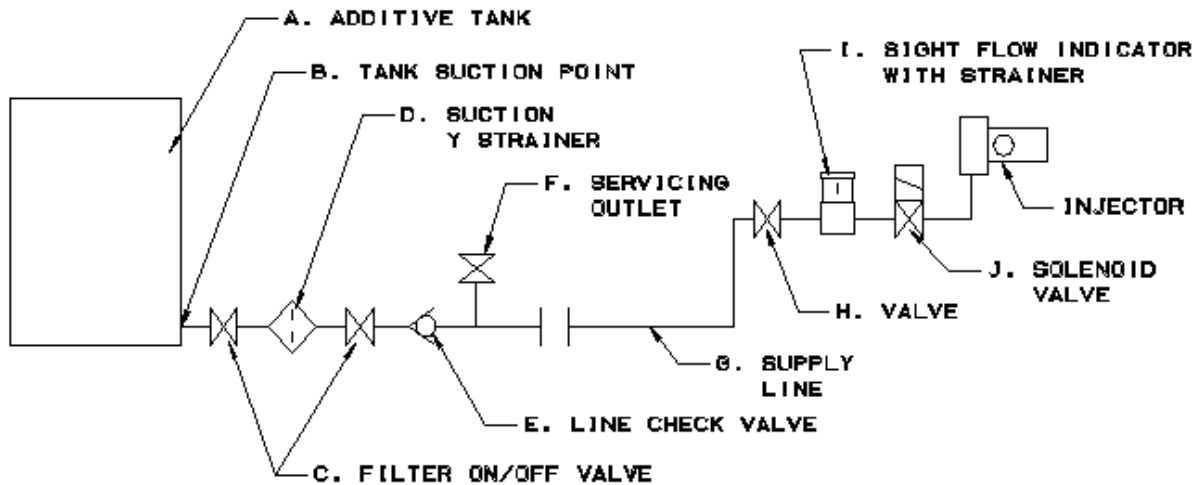 A. ADDITIVE TANK
B. TANK SUCTION POINT
D. SUCTION
Y STRAINER
F. SERVICING
OUTLET
I. SIGHT FLOW INDICATOR
WITH STRAINER
INJECTOR
J. SOLENOID
VALVE
H. VALVE
G. SUPPLY
LINE
E. LINE CHECK VALVE
C. FILTER ON/OFF VALVE